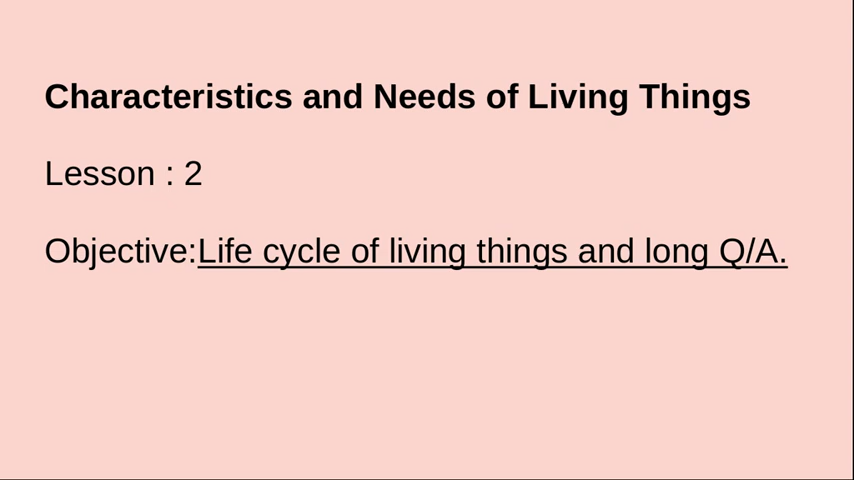 Characteristics and Needs of Living Things
Lesson : 2
Objective:Life cycle of living things and long Q/A.